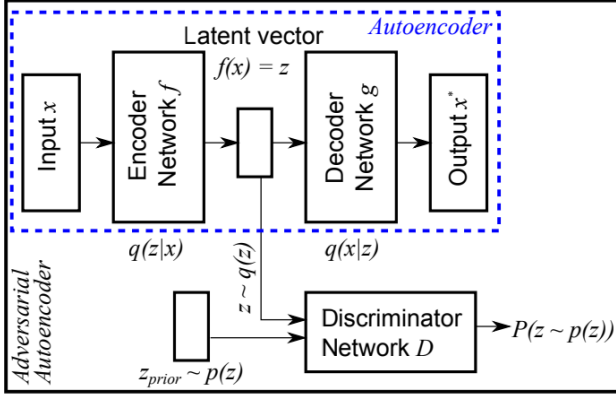 Autoencoder
Latent vector
f(x) = z
Input x
Encoder
Network f
Decoder
Network g
Output x*
q(z|x)
q(x|z)
z ~ q(z)
Adversarial
Autoencoder
Discriminator
Network D
P(z ~ p(z))
z_prior ~ p(z)